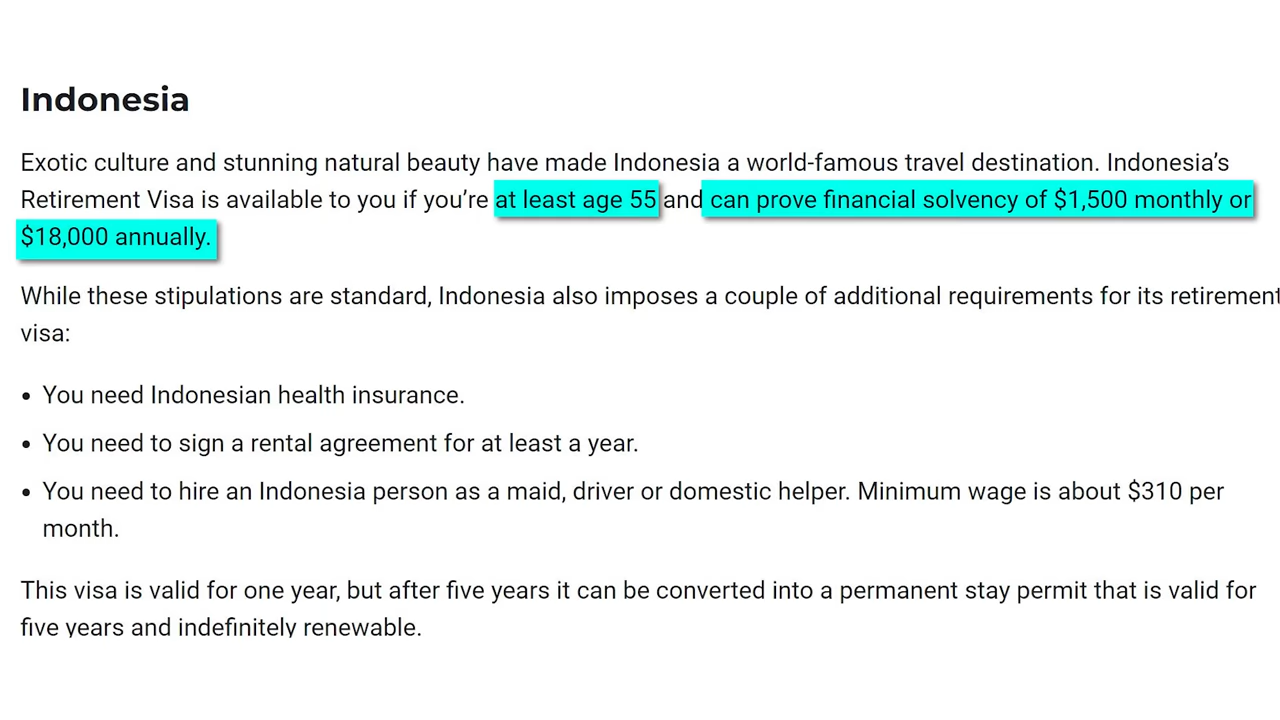 Indonesia
Exotic culture and stunning natural beauty have made Indonesia a world-famous travel destination. Indonesia’s
Retirement Visa is available to you if you’re at least age 55 and can prove financial solvency of $1,500 monthly or
$18,000 annually.
While these stipulations are standard, Indonesia also imposes a couple of additional requirements for its retirement
visa:
• You need Indonesian health insurance.
• You need to sign a rental agreement for at least a year.
• You need to hire an Indonesia person as a maid, driver or domestic helper. Minimum wage is about $310 per
month.
This visa is valid for one year, but after five years it can be converted into a permanent stay permit that is valid for
five years and indefinitely renewable.